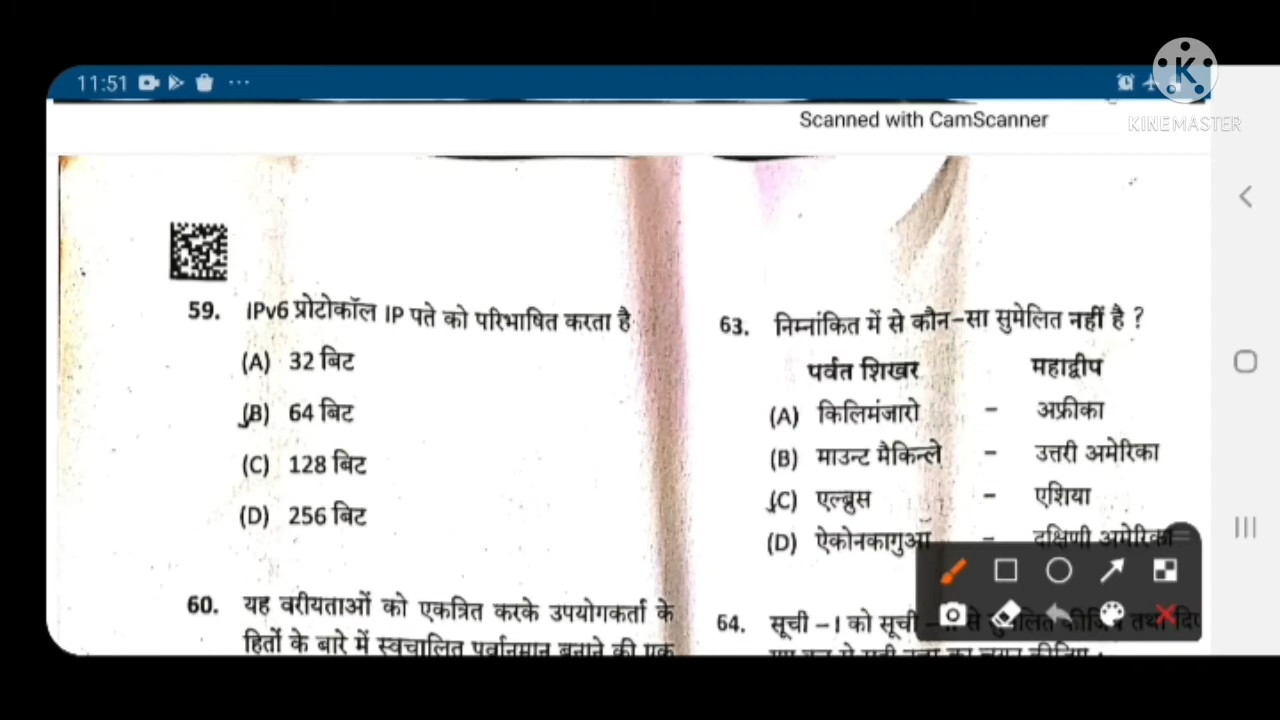 11:51
KINEMASTER
Scanned with CamScanner
59. IPv6 प्रोटोकॉल IP पते को परिभाषित करता है
(A) 32 बिट
(B) 64 बिट
(C) 128 बिट
(D) 256 बिट
60. यह वरीयताओं को एकत्रित करके उपयोगकर्ता के
हितों के बारे में स्वचालित पूर्वानुमान बनाने की एक
63. निम्नांकित में से कौन-सा सुमेलित नहीं है ?
पर्वत शिखर महाद्वीप
(A) किलिमंजारो – अफ्रीका
(B) माउन्ट मैकिन्ले – उत्तरी अमेरिका
(C) एल्ब्रुस – एशिया
(D) ऐकोनकागुआ – दक्षिणी अमेरिका
64. सूची – I को सूची